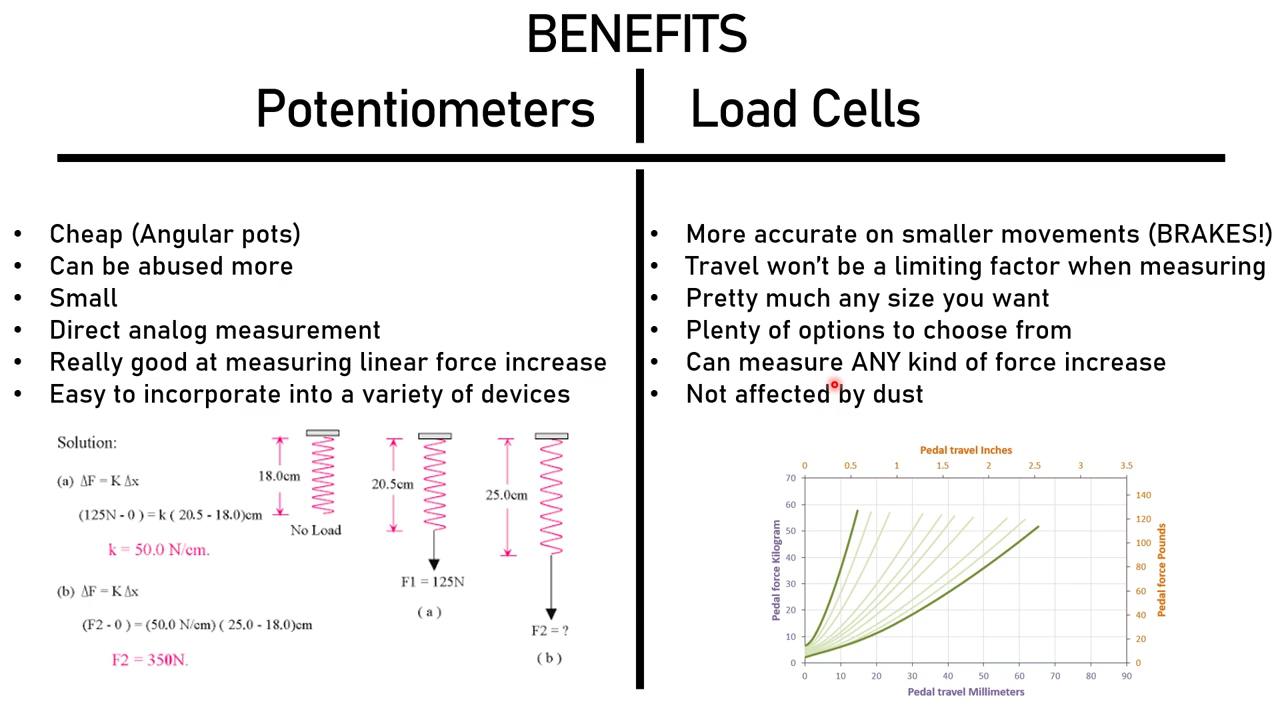 BENEFITS
Potentiometers
Load Cells
• Cheap (Angular pots)
• Can be abused more
• Small
• Direct analog measurement
• Really good at measuring linear force increase
• Easy to incorporate into a variety of devices
Solution:
(a) ΔF = K Δx
(125N - 0 ) = k ( 20.5 - 18.0)cm
k = 50.0 N/cm.
(b) ΔF = K Δx
(F2 - 0 ) = (50.0 N/cm) ( 25.0 - 18.0)cm
F2 = 350N.
18.0cm
No Load
20.5cm
F1 = 125N
( a )
25.0cm
F2 = ?
( b )
• More accurate on smaller movements (BRAKES!)
• Travel won't be a limiting factor when measuring
• Pretty much any size you want
• Plenty of options to choose from
• Can measure ANY kind of force increase
• Not affected by dust
Pedal travel Inches
0 0.5 1 1.5 2 2.5 3 3.5
Pedal force Kilogram
70
60
50
40
30
20
10
0
140
120
100
80
60
40
20
0
Pedal force Pounds
0 10 20 30 40 50 60 70 80 90
Pedal travel Millimeters